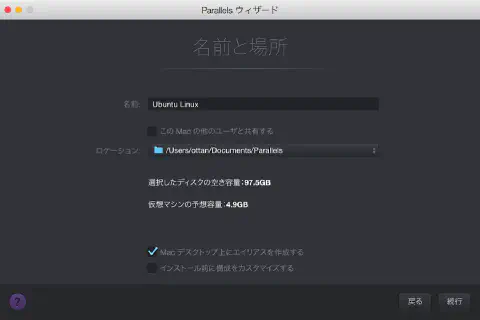 Parallels ウィザード
名前と場所
名前: Ubuntu Linux
この Mac の他のユーザと共有する
ロケーション: /Users/ottan/Documents/Parallels
選択したディスクの空き容量:97.5GB
仮想マシンの予想容量:4.9GB
Mac デスクトップ上にエイリアスを作成する
インストール前に構成をカスタマイズする
? 戻る 続行